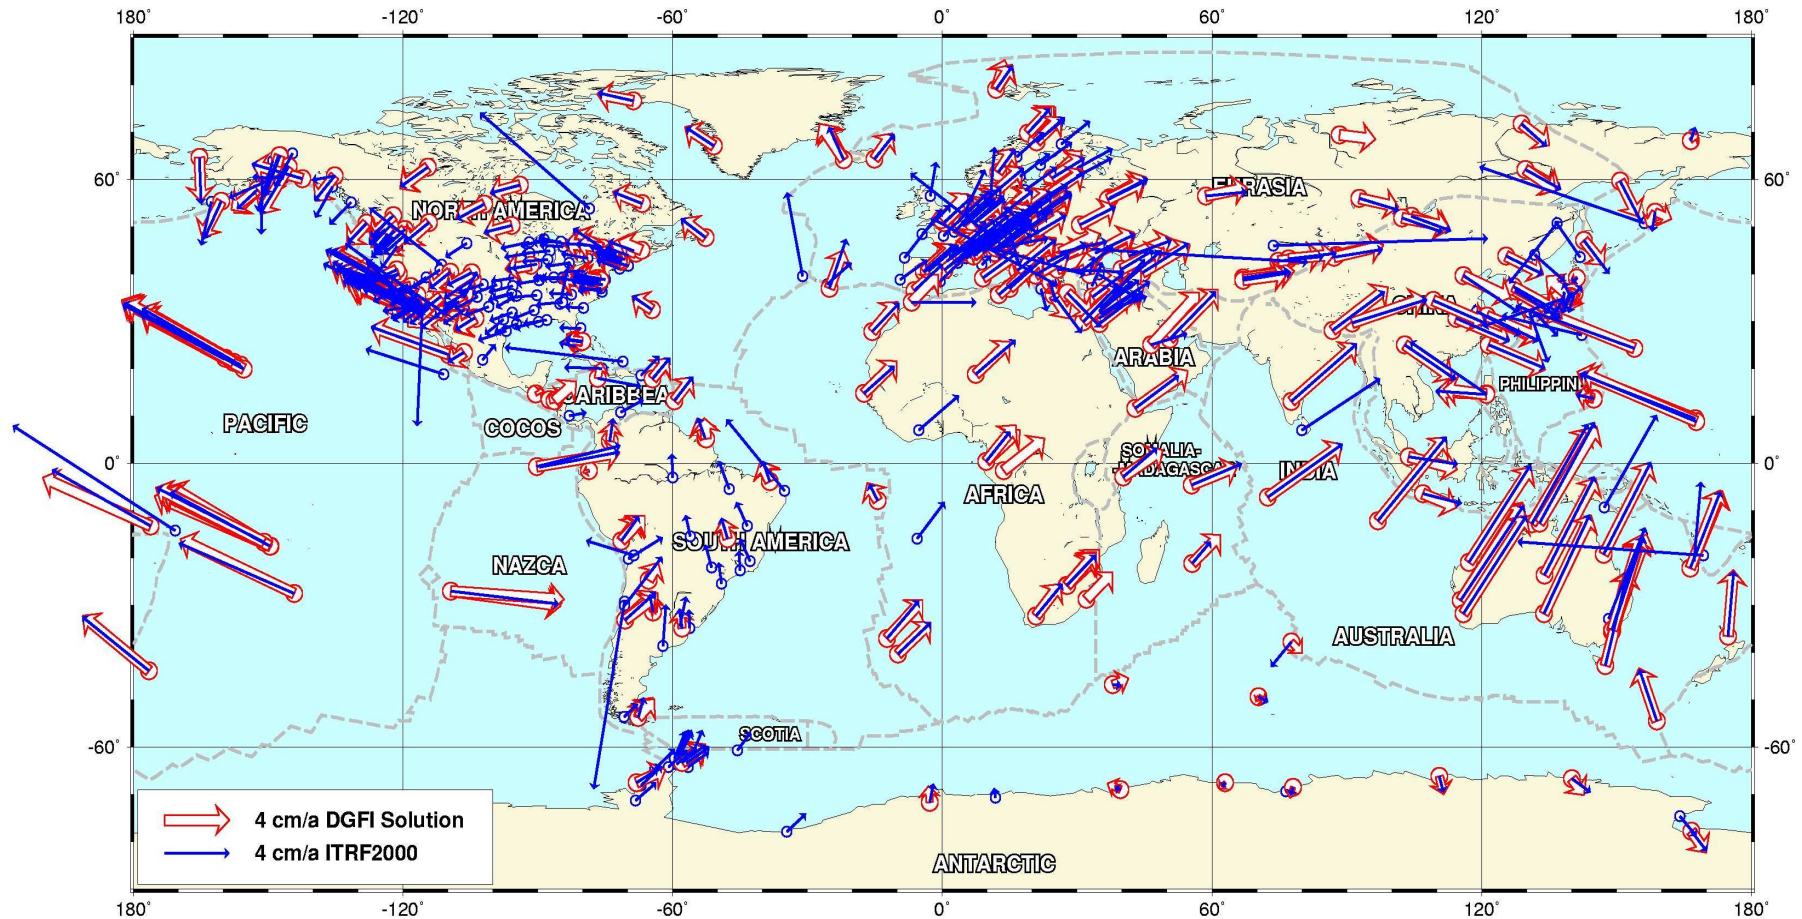 180° -120° -60° 0° 60° 120° 180°
60° 60°
EURASIA
NORTH AMERICA
CHINA
ARABIA
PHILIPPIN
CARIBBEA
PACIFIC
COCOS
SOMALIA-
MADAGASCA
0° 0°
INDIA
AFRICA
SOUTH AMERICA
NAZCA
AUSTRALIA
SCOTIA
-60° -60°
4 cm/a DGFI Solution
4 cm/a ITRF2000
ANTARCTIC
180° -120° -60° 0° 60° 120° 180°